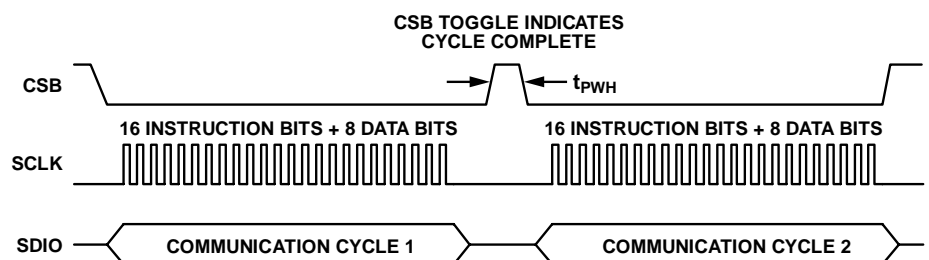 CSB TOGGLE INDICATES
CYCLE COMPLETE
CSB
tPWH
16 INSTRUCTION BITS + 8 DATA BITS
16 INSTRUCTION BITS + 8 DATA BITS
SCLK
SDIO
COMMUNICATION CYCLE 1
COMMUNICATION CYCLE 2